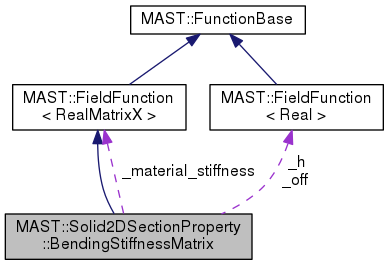 MAST::FunctionBase
MAST::FieldFunction
< RealMatrixX >
MAST::FieldFunction
< Real >
_material_stiffness
_h
_off
MAST::Solid2DSectionProperty
::BendingStiffnessMatrix